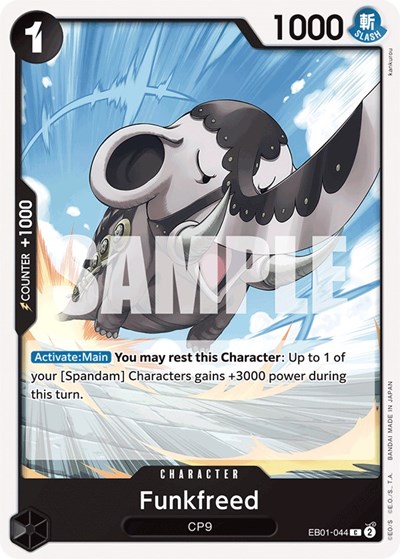 1
1000
斬
SLASH
kankurou
COUNTER +1000
SAMPLE
Activate:Main You may rest this Character: Up to 1 of
your [Spandam] Characters gains +3000 power during
this turn.
CHARACTER
Funkfreed
CP9
EB01-044 C 2
©E.O./S. ©E.O./S., T.A. BANDAI MADE IN JAPAN